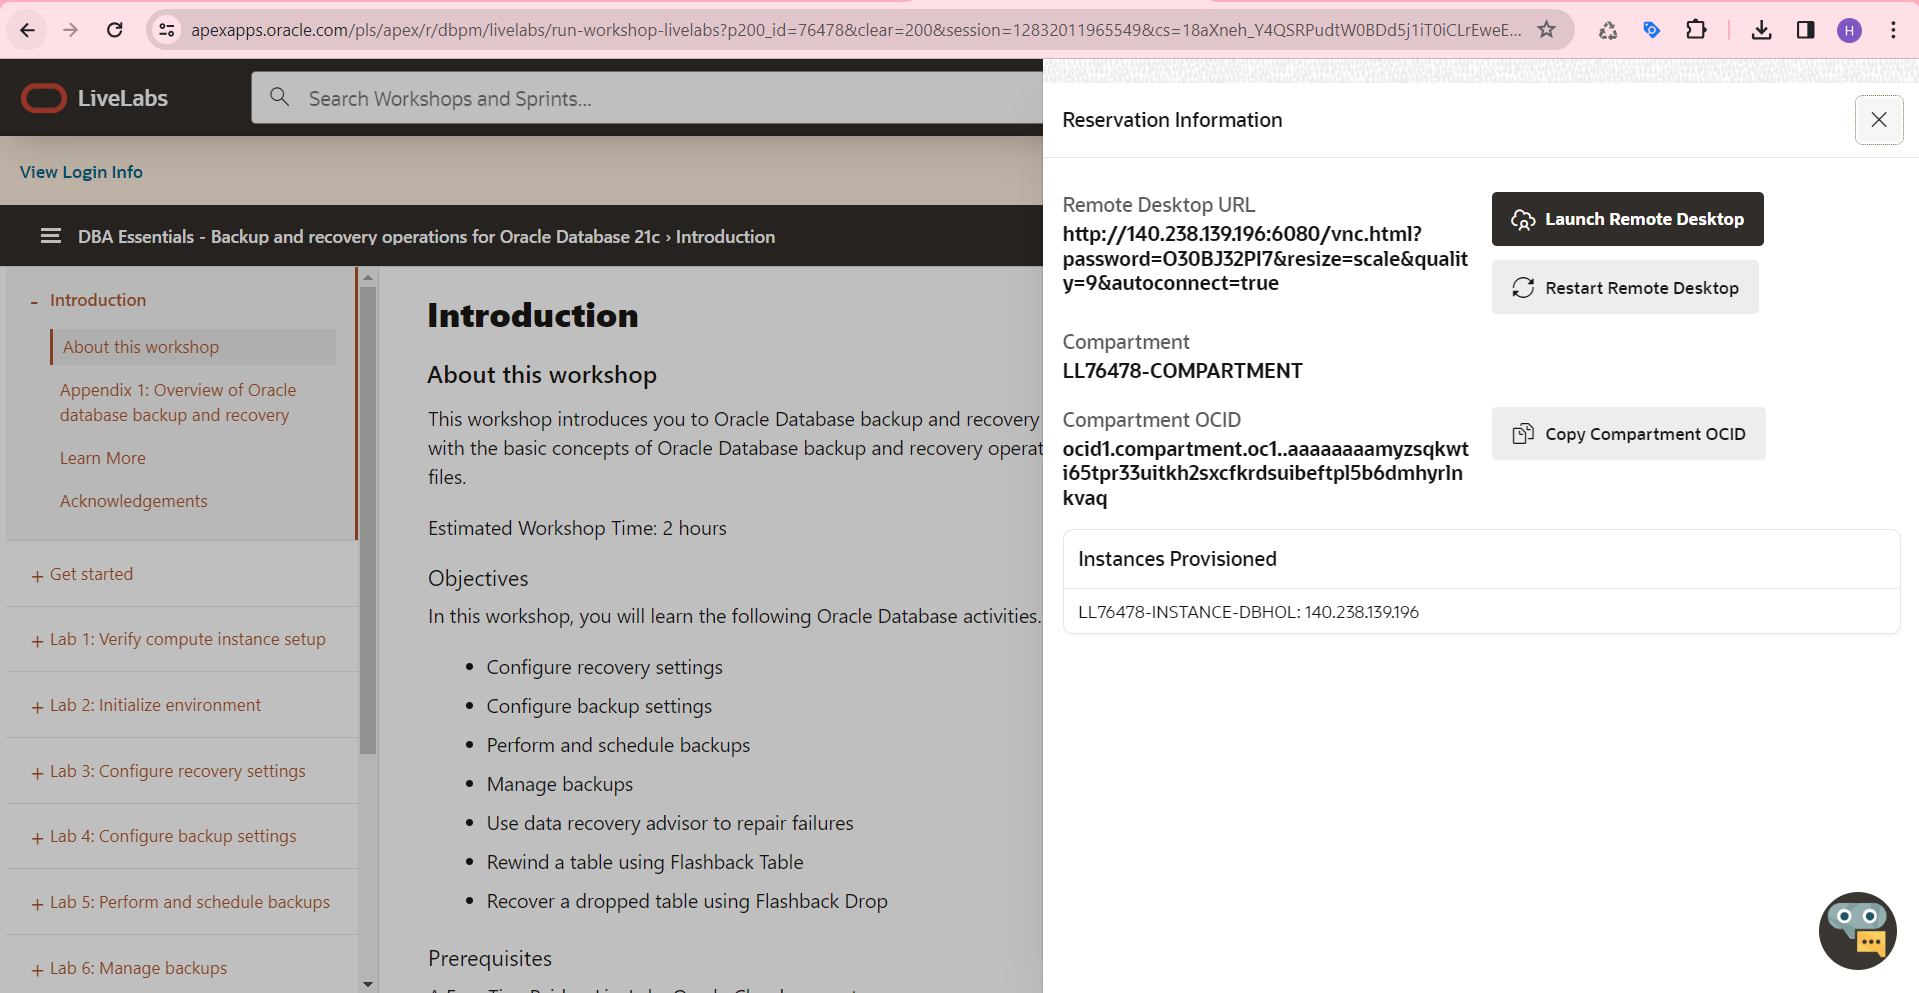 apexapps.oracle.com/pls/apex/r/dbpm/livelabs/run-workshop-livelabs?p200_id=76478&clear=200&session=12832011965549&cs=18aXneh_Y4QSRPudtW0BDd5j1iT0iCLrEweE...
H
LiveLabs
Search Workshops and Sprints...
View Login Info
DBA Essentials - Backup and recovery operations for Oracle Database 21c › Introduction
- Introduction
About this workshop
Appendix 1: Overview of Oracle
database backup and recovery
Learn More
Acknowledgements
+ Get started
+ Lab 1: Verify compute instance setup
+ Lab 2: Initialize environment
+ Lab 3: Configure recovery settings
+ Lab 4: Configure backup settings
+ Lab 5: Perform and schedule backups
+ Lab 6: Manage backups
Introduction
About this workshop
This workshop introduces you to Oracle Database backup and recovery
with the basic concepts of Oracle Database backup and recovery operat
files.
Estimated Workshop Time: 2 hours
Objectives
In this workshop, you will learn the following Oracle Database activities.
• Configure recovery settings
• Configure backup settings
• Perform and schedule backups
• Manage backups
• Use data recovery advisor to repair failures
• Rewind a table using Flashback Table
• Recover a dropped table using Flashback Drop
Prerequisites
Reservation Information
Remote Desktop URL
http://140.238.139.196:6080/vnc.html?
password=O30BJ32PI7&resize=scale&qualit
y=9&autoconnect=true
Launch Remote Desktop
Restart Remote Desktop
Compartment
LL76478-COMPARTMENT
Compartment OCID
ocid1.compartment.oc1..aaaaaaaamyzsqkwt
i65tpr33uitkh2sxcfkrdsuibeftpl5b6dmhyrln
kvaq
Copy Compartment OCID
Instances Provisioned
LL76478-INSTANCE-DBHOL: 140.238.139.196